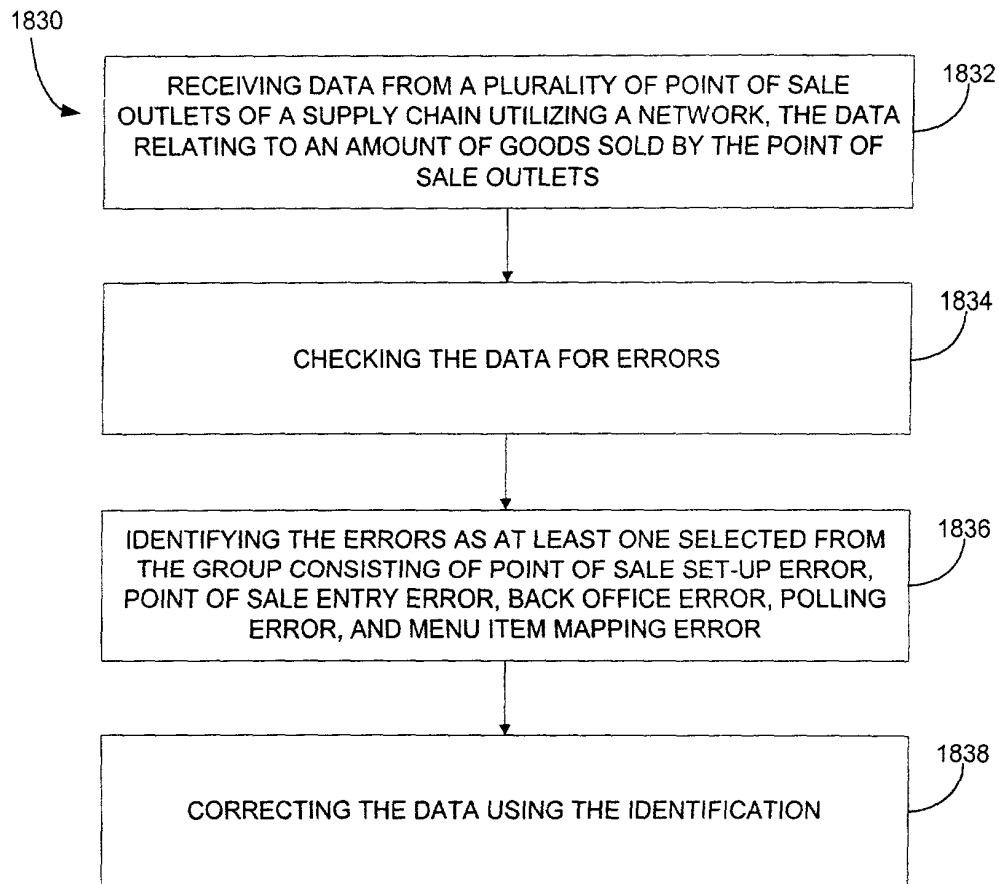 1830
RECEIVING DATA FROM A PLURALITY OF POINT OF SALE
OUTLETS OF A SUPPLY CHAIN UTILIZING A NETWORK, THE DATA
RELATING TO AN AMOUNT OF GOODS SOLD BY THE POINT OF
SALE OUTLETS
1832
CHECKING THE DATA FOR ERRORS
1834
IDENTIFYING THE ERRORS AS AT LEAST ONE SELECTED FROM
THE GROUP CONSISTING OF POINT OF SALE SET-UP ERROR,
POINT OF SALE ENTRY ERROR, BACK OFFICE ERROR, POLLING
ERROR, AND MENU ITEM MAPPING ERROR
1836
CORRECTING THE DATA USING THE IDENTIFICATION
1838